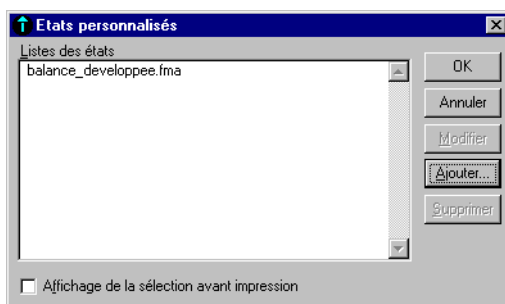 Etats personnalisés
Listes des états
balance_developpee.fma
OK
Annuler
Modifier
Ajouter...
Supprimer
Affichage de la sélection avant impression